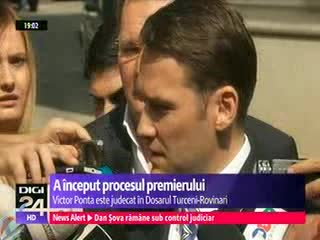 19:02
A început procesul premierului
Victor Ponta este judecat în Dosarul Turceni-Rovinari
DIGI
24
HD
News Alert ▶ Dan Șova rămâne sub control judiciar